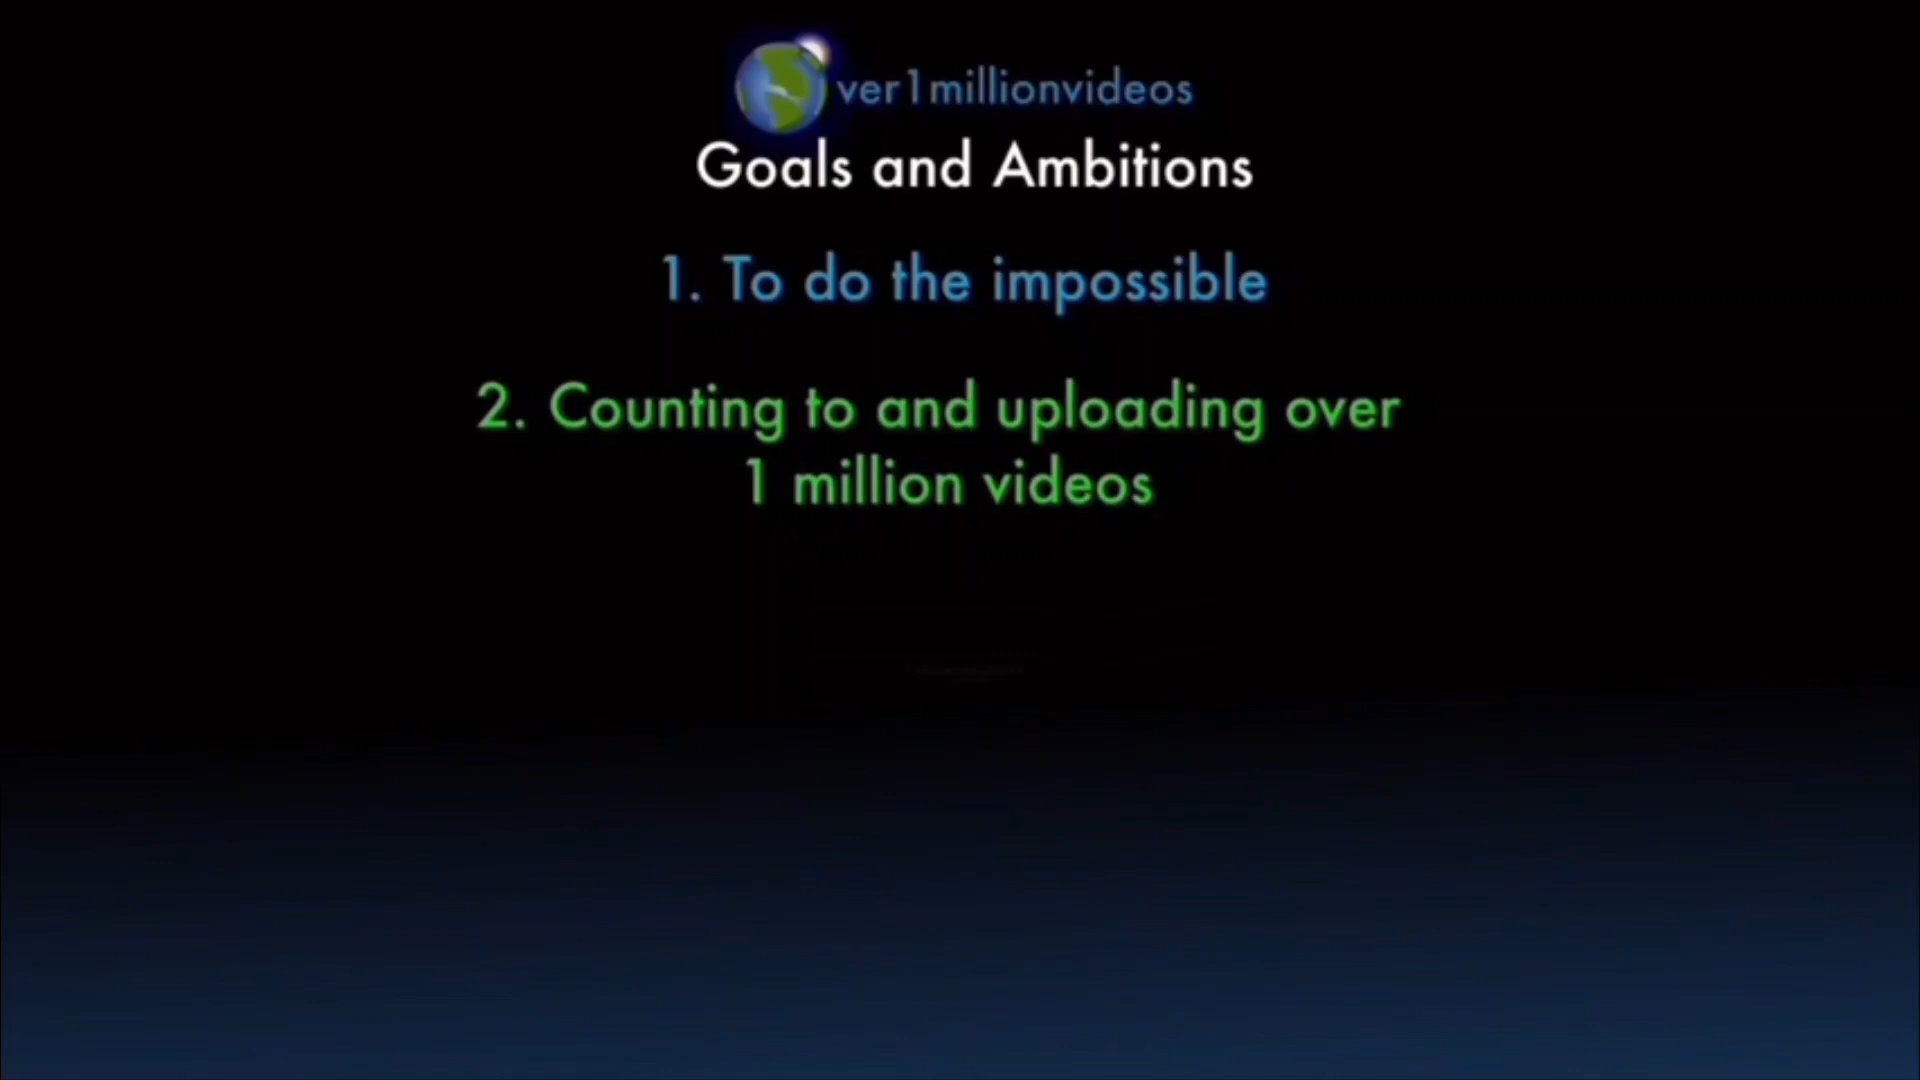 ver1millionvideos
Goals and Ambitions
1. To do the impossible
2. Counting to and uploading over
1 million videos